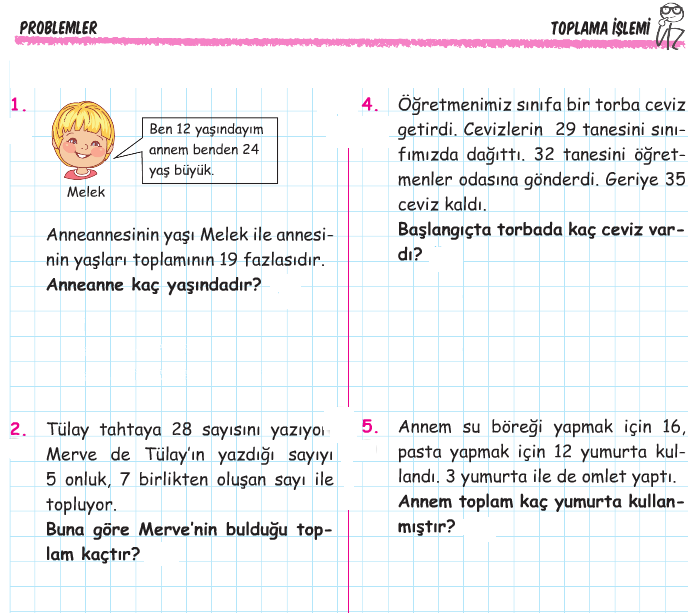 PROBLEMLER
TOPLAMA İŞLEMİ
1.
Ben 12 yaşındayım
annem benden 24
yaş büyük.
Melek
Anneannesinin yaşı Melek ile annesi-
nin yaşları toplamının 19 fazlasıdır.
Anneanne kaç yaşındadır?
2. Tülay tahtaya 28 sayısını yazıyor
Merve de Tülay'ın yazdığı sayıyı
5 onluk, 7 birlikten oluşan sayı ile
topluyor.
Buna göre Merve'nin bulduğu top-
lam kaçtır?
4. Öğretmenimiz sınıfa bir torba ceviz
getirdi. Cevizlerin 29 tanesini sını-
fımızda dağıttı. 32 tanesini öğret-
menler odasına gönderdi. Geriye 35
ceviz kaldı.
Başlangıçta torbada kaç ceviz var-
dı?
5. Annem su böreği yapmak için 16,
pasta yapmak için 12 yumurta kul-
landı. 3 yumurta ile de omlet yaptı.
Annem toplam kaç yumurta kullan-
mıştır?